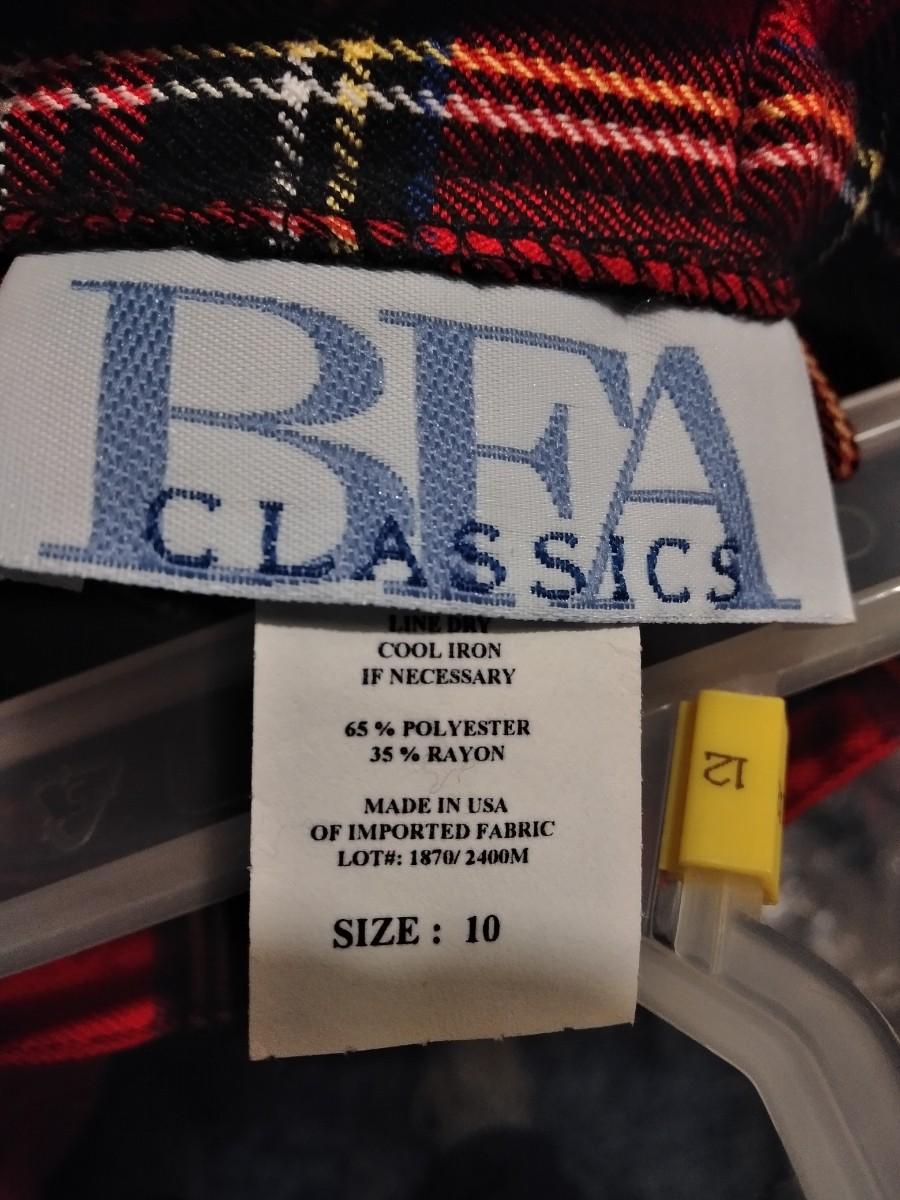 BFA
CLASSICS
LINE DRY
COOL IRON
IF NECESSARY
65 % POLYESTER
35 % RAYON
MADE IN USA
OF IMPORTED FABRIC
LOT#: 1870/ 2400M
SIZE : 10
12